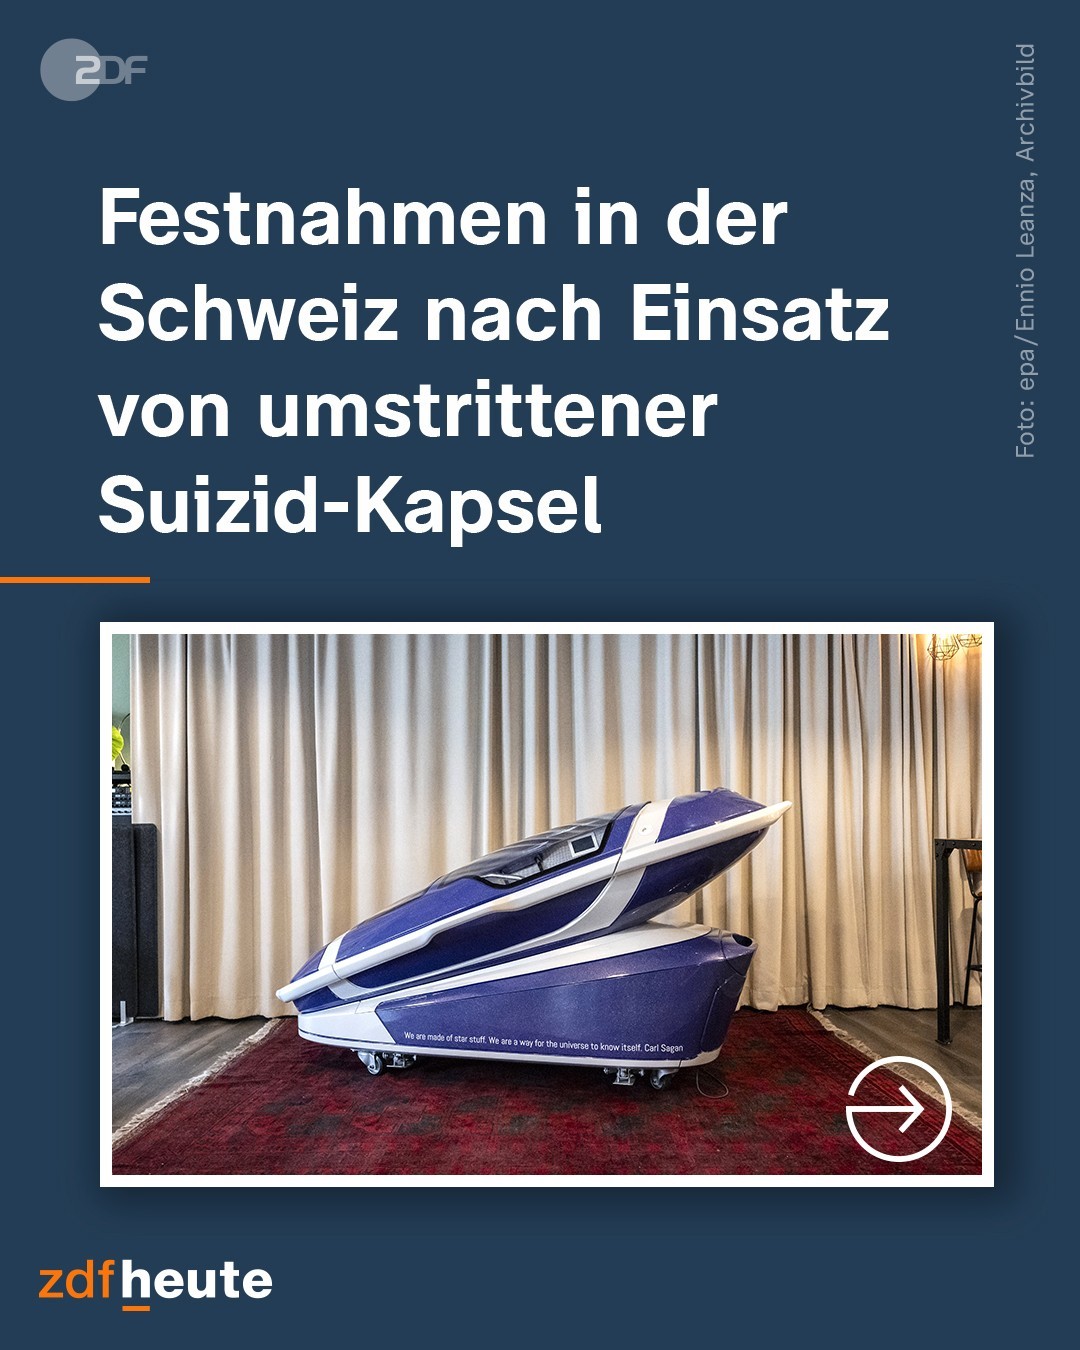 ZDF
Foto: epa/Ennio Leanza, Archivbild
Festnahmen in der
Schweiz nach Einsatz
von umstrittener
Suizid-Kapsel
We are made of star stuff. We are a way for the universe to know itself. Carl Sagan
zdfheute